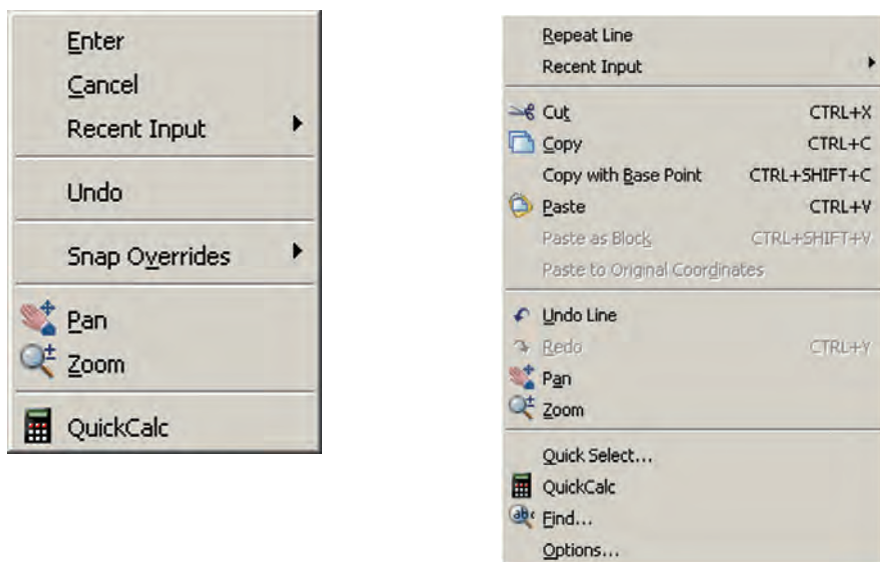 Enter
Cancel
Recent Input
Undo
Snap Overrides
Pan
Zoom
QuickCalc
Repeat Line
Recent Input
Cut CTRL+X
Copy CTRL+C
Copy with Base Point CTRL+SHIFT+C
Paste CTRL+V
Paste as Block CTRL+SHIFT+V
Paste to Original Coordinates
Undo Line
Redo CTRL+Y
Pan
Zoom
Quick Select...
QuickCalc
abc Find...
Options...